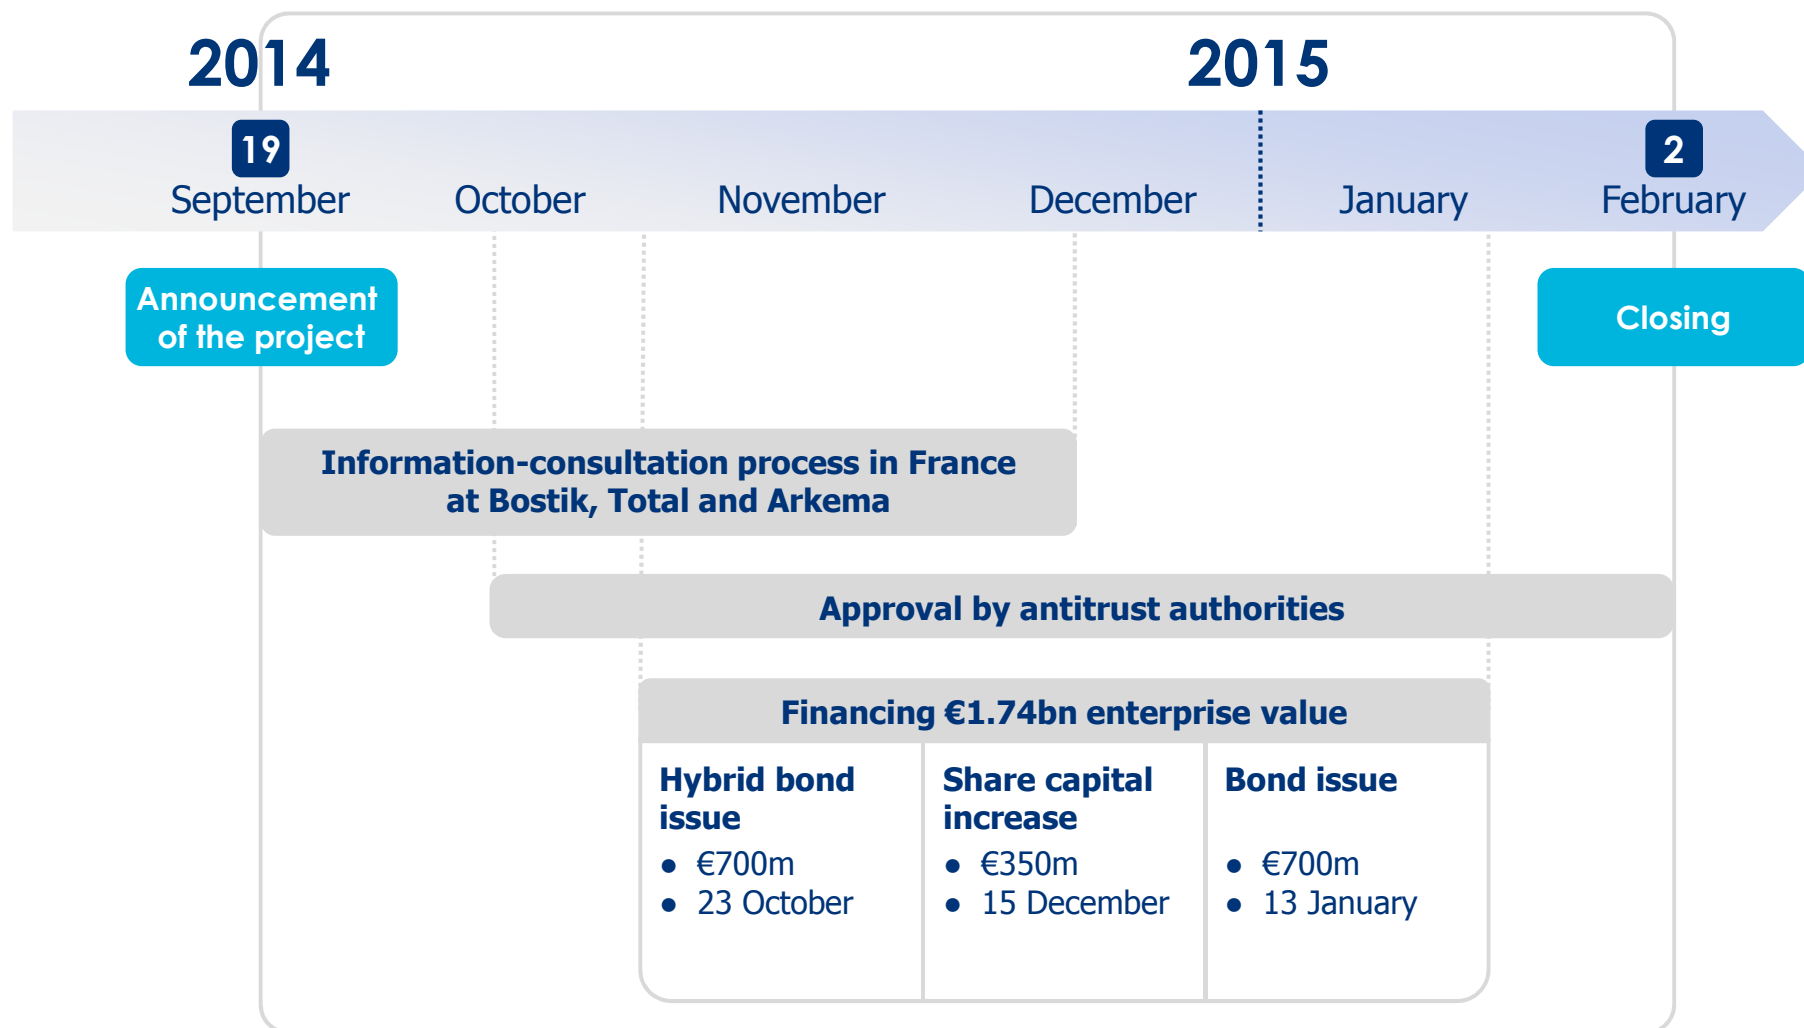 2014
2015
19
2
September
October
November
December
January
February
Announcement
of the project
Closing
Information-consultation process in France
at Bostik, Total and Arkema
Approval by antitrust authorities
Financing €1.74bn enterprise value
Hybrid bond
issue
● €700m
● 23 October
Share capital
increase
● €350m
● 15 December
Bond issue
● €700m
● 13 January